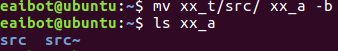 eaibot@ubuntu:~$ mv xx_t/src/ xx_a -b
eaibot@ubuntu:~$ ls xx_a
src  src~